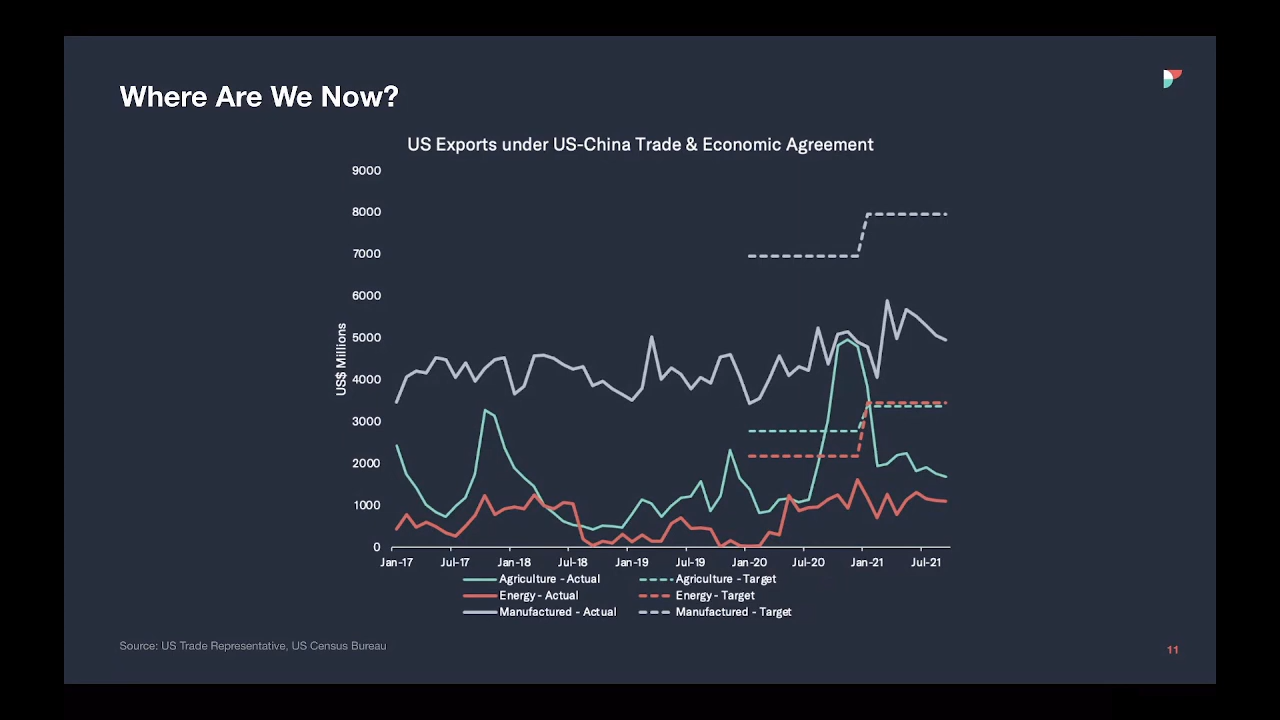 Where Are We Now?
US Exports under US-China Trade & Economic Agreement
9000
8000
7000
6000
5000
4000
3000
2000
1000
0
US$ Millions
Jan-17 Jul-17 Jan-18 Jul-18 Jan-19 Jul-19 Jan-20 Jul-20 Jan-21 Jul-21
Agriculture - Actual Agriculture - Target
Energy - Actual Energy - Target
Manufactured - Actual Manufactured - Target
Source: US Trade Representative, US Census Bureau
11